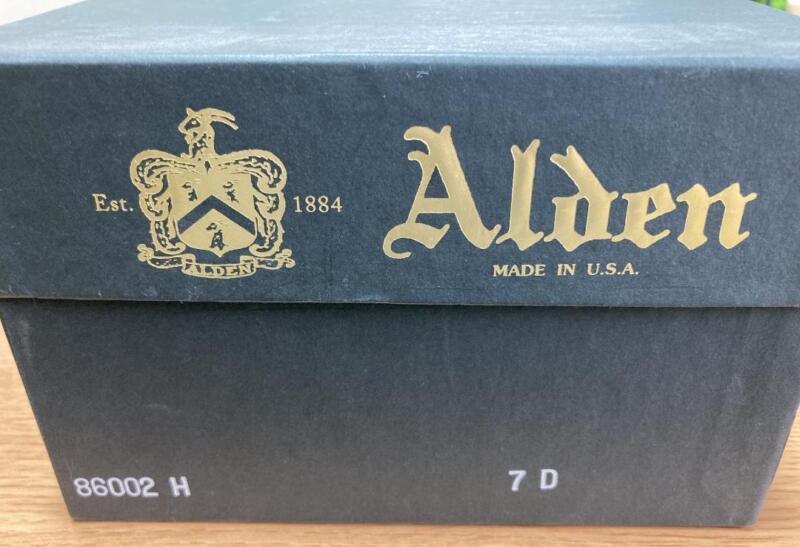 Est. 1884
ALDEN
Alden
MADE IN U.S.A.
86002 H 7 D